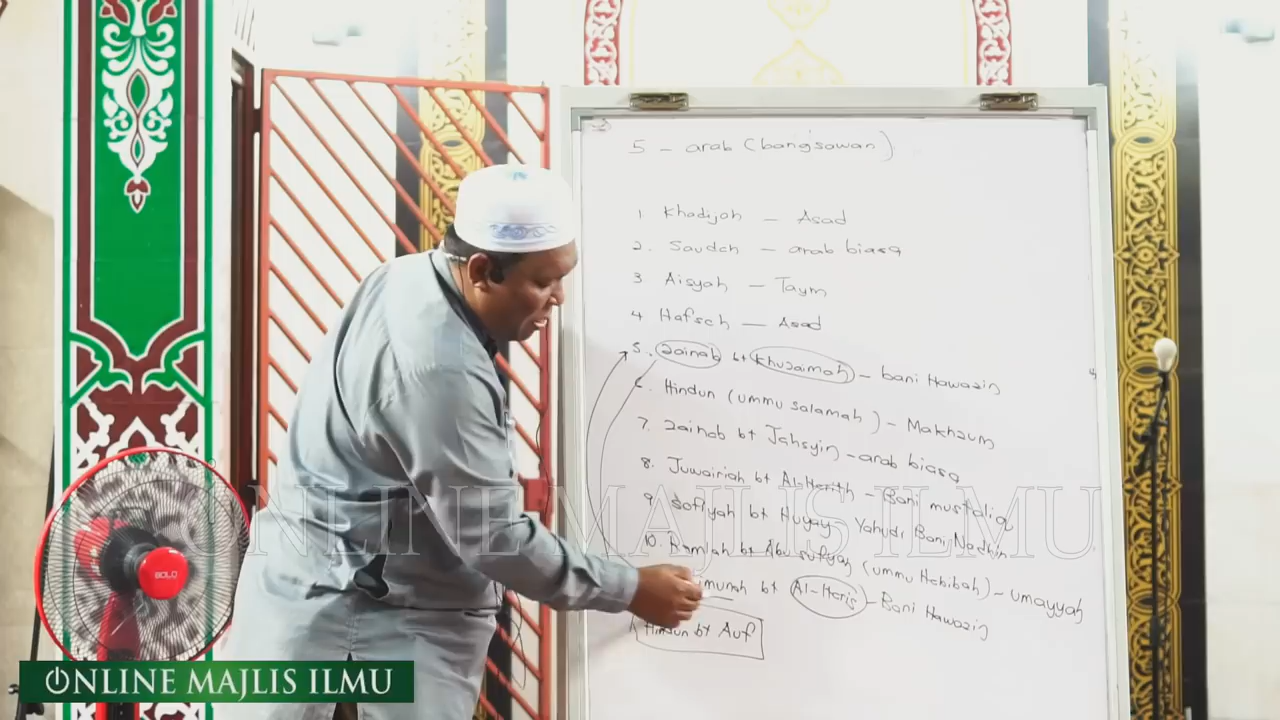 5 - arab (bangsawan)
1. Khadijah - Asad
2. Saudah - arab biasa
3 Aisyah - Taym
4 Hafsah - Asad
5. Zainab bt Khuzaimah - bani Hawazin
6. Hindun (ummu salamah) - Makhzum
7. Zainab bt Jahsyin - arab biasa
8. Juwairiah bt Al-Harith - Bani mustaliq
9. Sofiyah bt Huyay - Yahudi Bani Nadhir
10. Ramlah bt Abu sufyan (ummu Habibah) - umayyah
munah bt Al-Haris - Bani Hawazin
Hindun bt Auf
ONLINE MAJLIS ILMU
BOLD
ONLINE MAJLIS ILMU